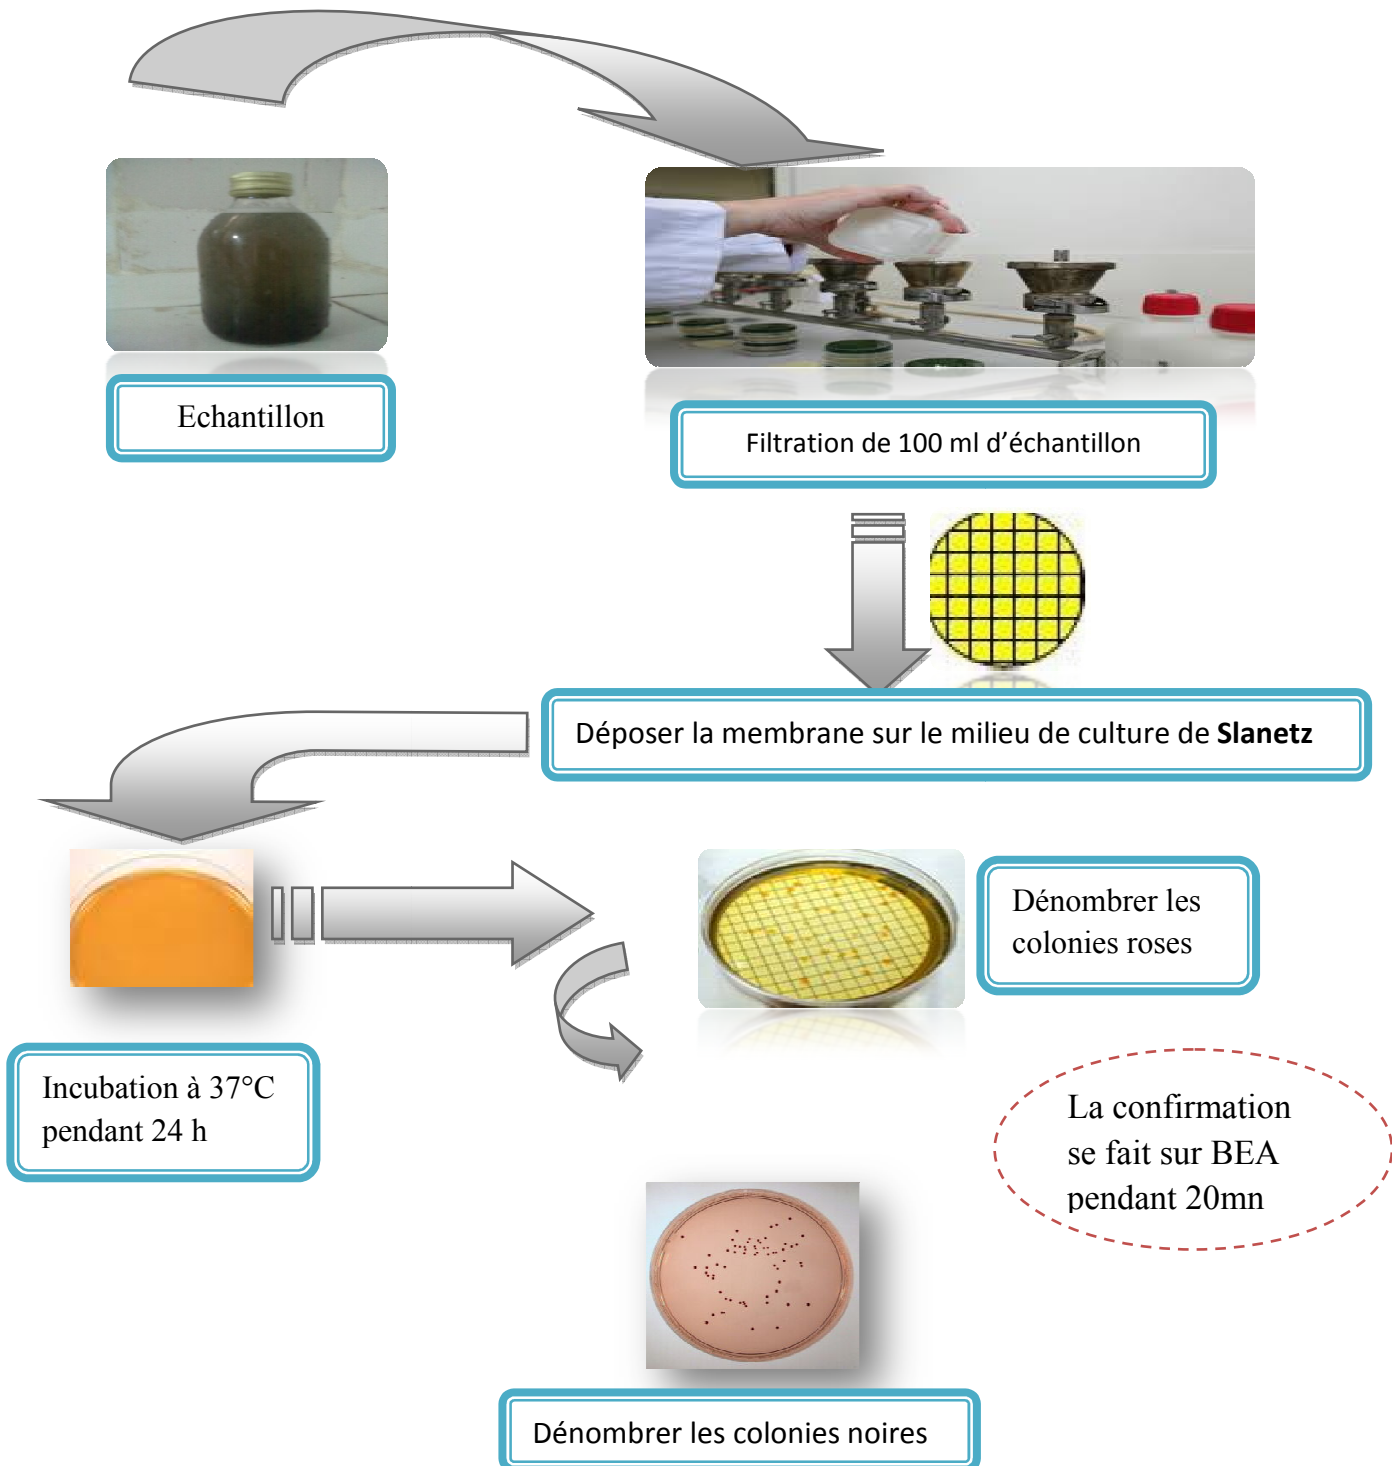 Echantillon
Filtration de 100 ml d’échantillon
Déposer la membrane sur le milieu de culture de Slanetz
Dénombrer les
colonies roses
Incubation à 37°C
pendant 24 h
La confirmation
se fait sur BEA
pendant 20mn
Dénombrer les colonies noires